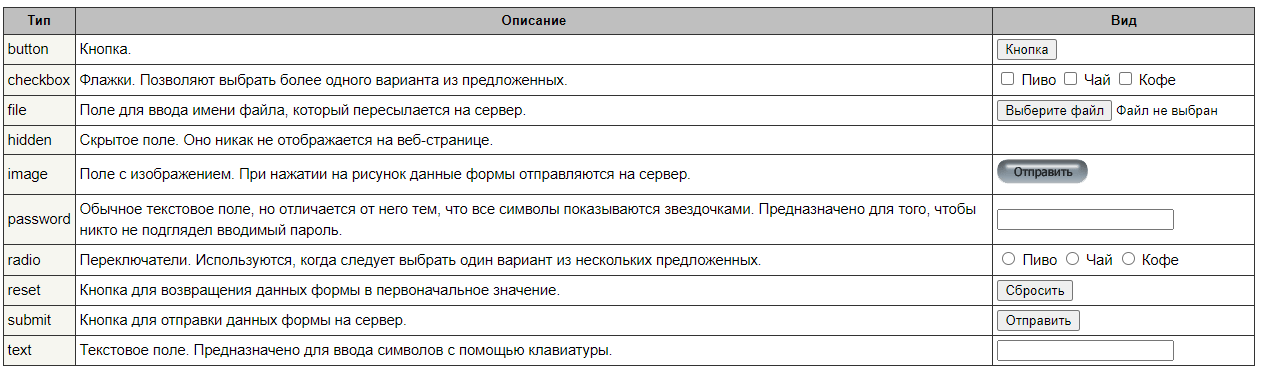 Тип Описание Вид
button Кнопка. Кнопка
checkbox Флажки. Позволяют выбрать более одного варианта из предложенных. Пиво Чай Кофе
file Поле для ввода имени файла, который пересылается на сервер. Выберите файл Файл не выбран
hidden Скрытое поле. Оно никак не отображается на веб-странице.
image Поле с изображением. При нажатии на рисунок данные формы отправляются на сервер. Отправить
password Обычное текстовое поле, но отличается от него тем, что все символы показываются звездочками. Предназначено для того, чтобы
никто не подглядел вводимый пароль.
radio Переключатели. Используются, когда следует выбрать один вариант из нескольких предложенных. Пиво Чай Кофе
reset Кнопка для возвращения данных формы в первоначальное значение. Сбросить
submit Кнопка для отправки данных формы на сервер. Отправить
text Текстовое поле. Предназначено для ввода символов с помощью клавиатуры.